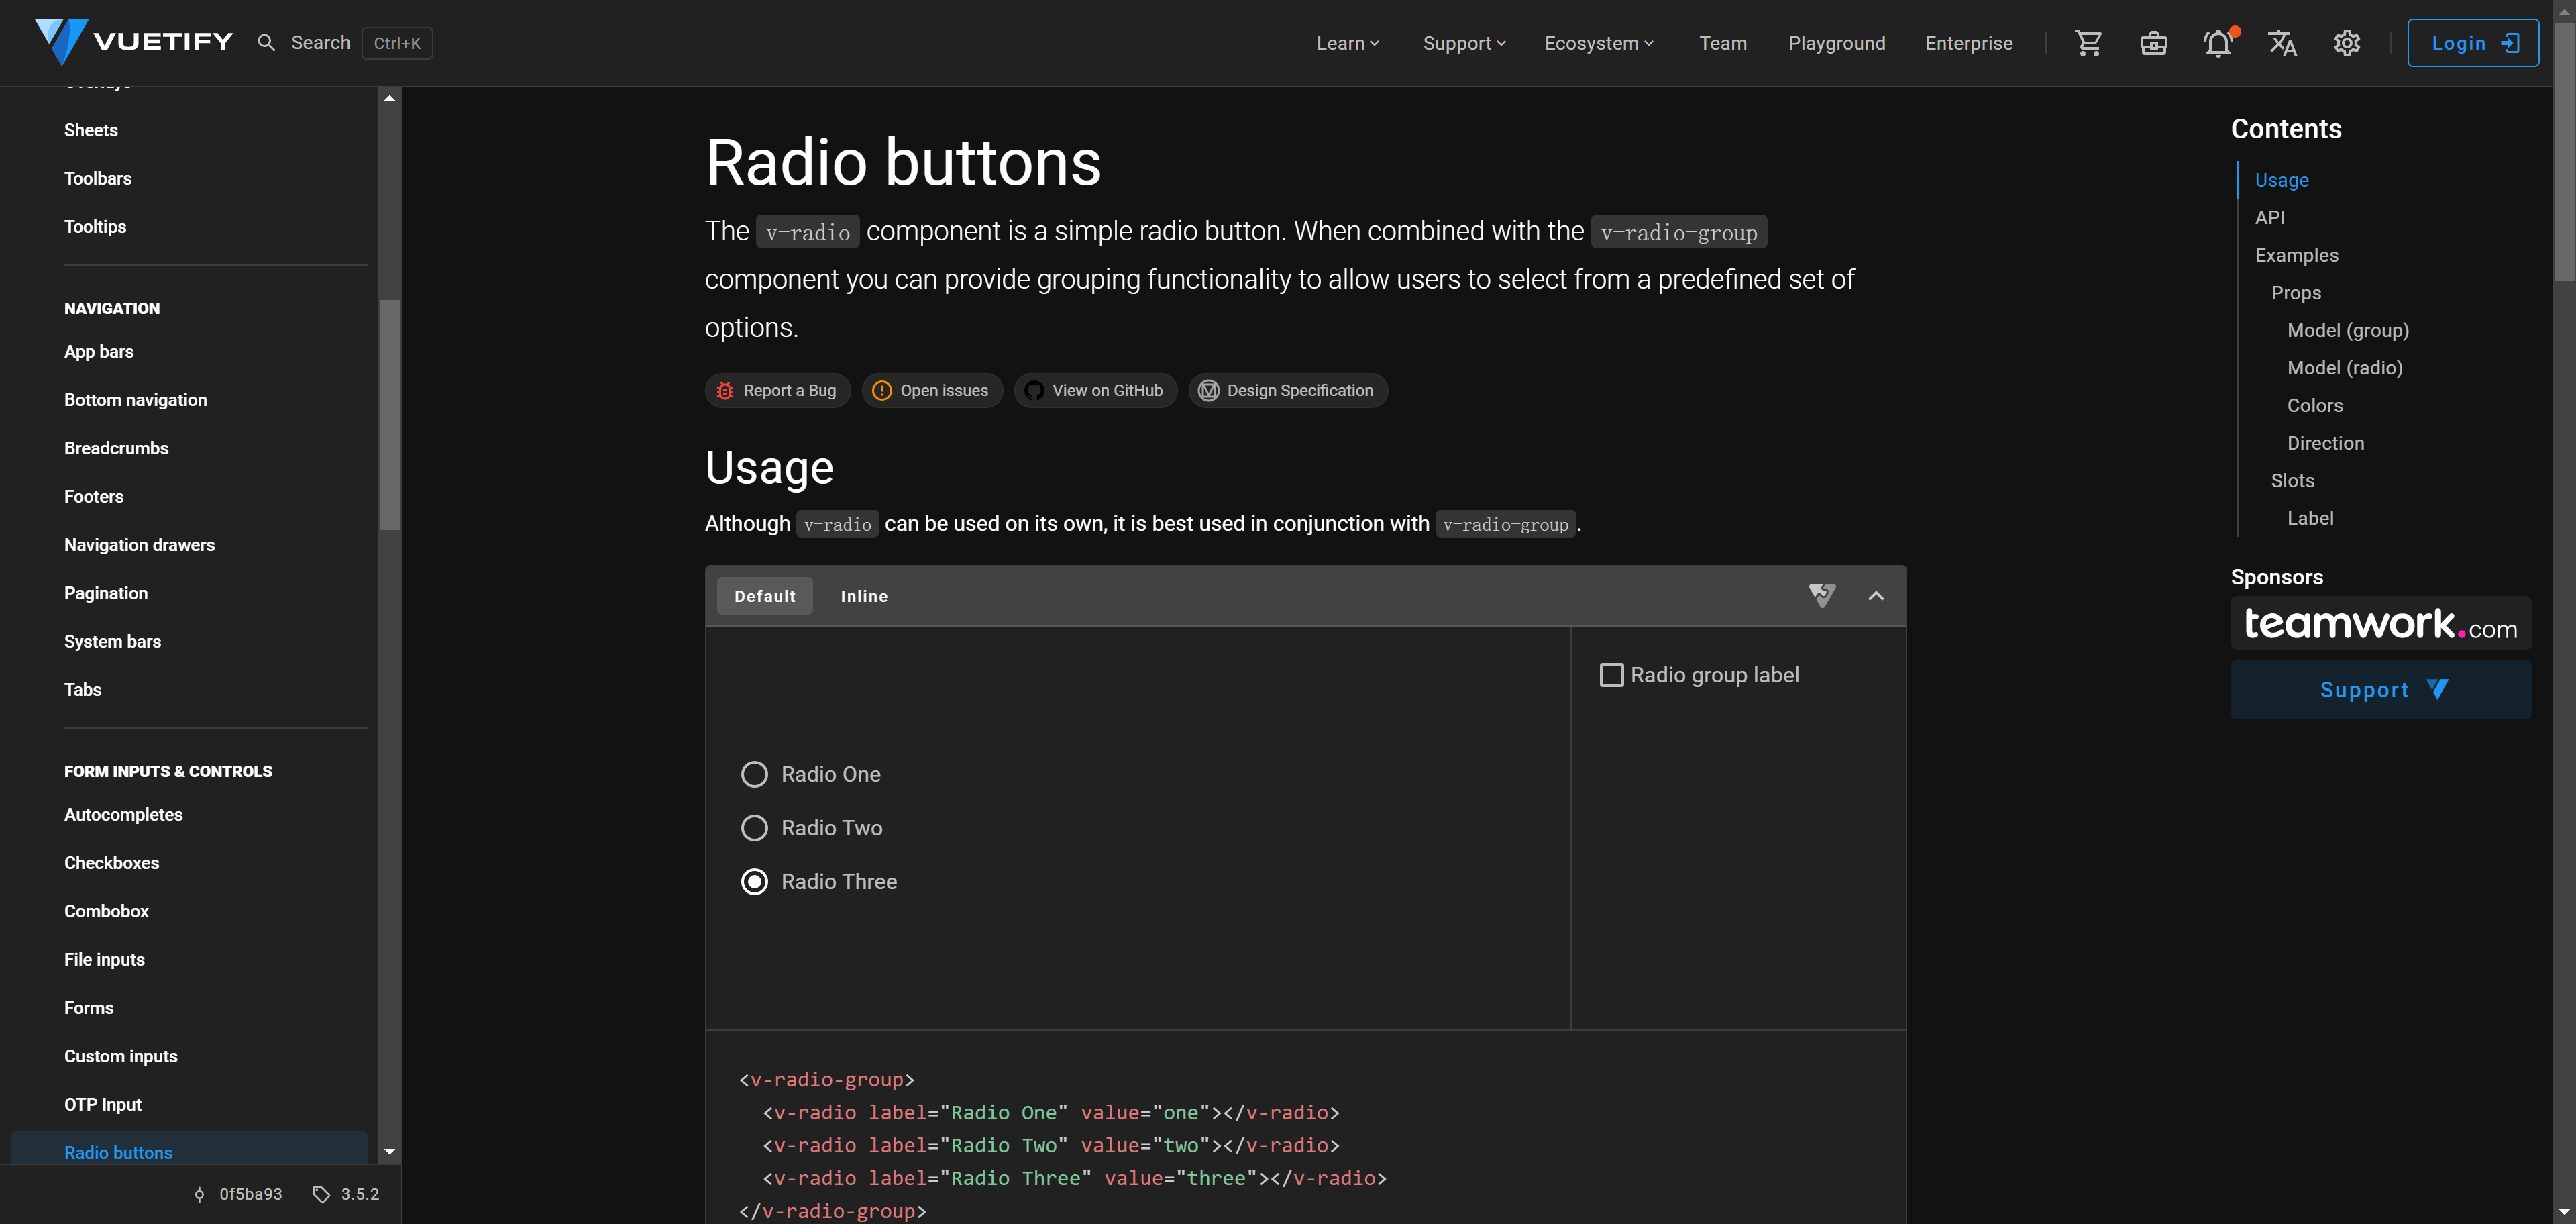 VUETIFY
Search Ctrl+K
Learn
Support
Ecosystem
Team
Playground
Enterprise
Login
Sheets
Toolbars
Tooltips
NAVIGATION
App bars
Bottom navigation
Breadcrumbs
Footers
Navigation drawers
Pagination
System bars
Tabs
FORM INPUTS & CONTROLS
Autocompletes
Checkboxes
Combobox
File inputs
Forms
Custom inputs
OTP Input
Radio buttons
0f5ba93 3.5.2
Radio buttons
The v-radio component is a simple radio button. When combined with the v-radio-group
component you can provide grouping functionality to allow users to select from a predefined set of
options.
Report a Bug
Open issues
View on GitHub
Design Specification
Usage
Although v-radio can be used on its own, it is best used in conjunction with v-radio-group.
Default
Inline
Radio One
Radio Two
Radio Three
Radio group label
<v-radio-group>
  <v-radio label="Radio One" value="one"></v-radio>
  <v-radio label="Radio Two" value="two"></v-radio>
  <v-radio label="Radio Three" value="three"></v-radio>
</v-radio-group>
Contents
Usage
API
Examples
Props
Model (group)
Model (radio)
Colors
Direction
Slots
Label
Sponsors
teamwork.com
Support